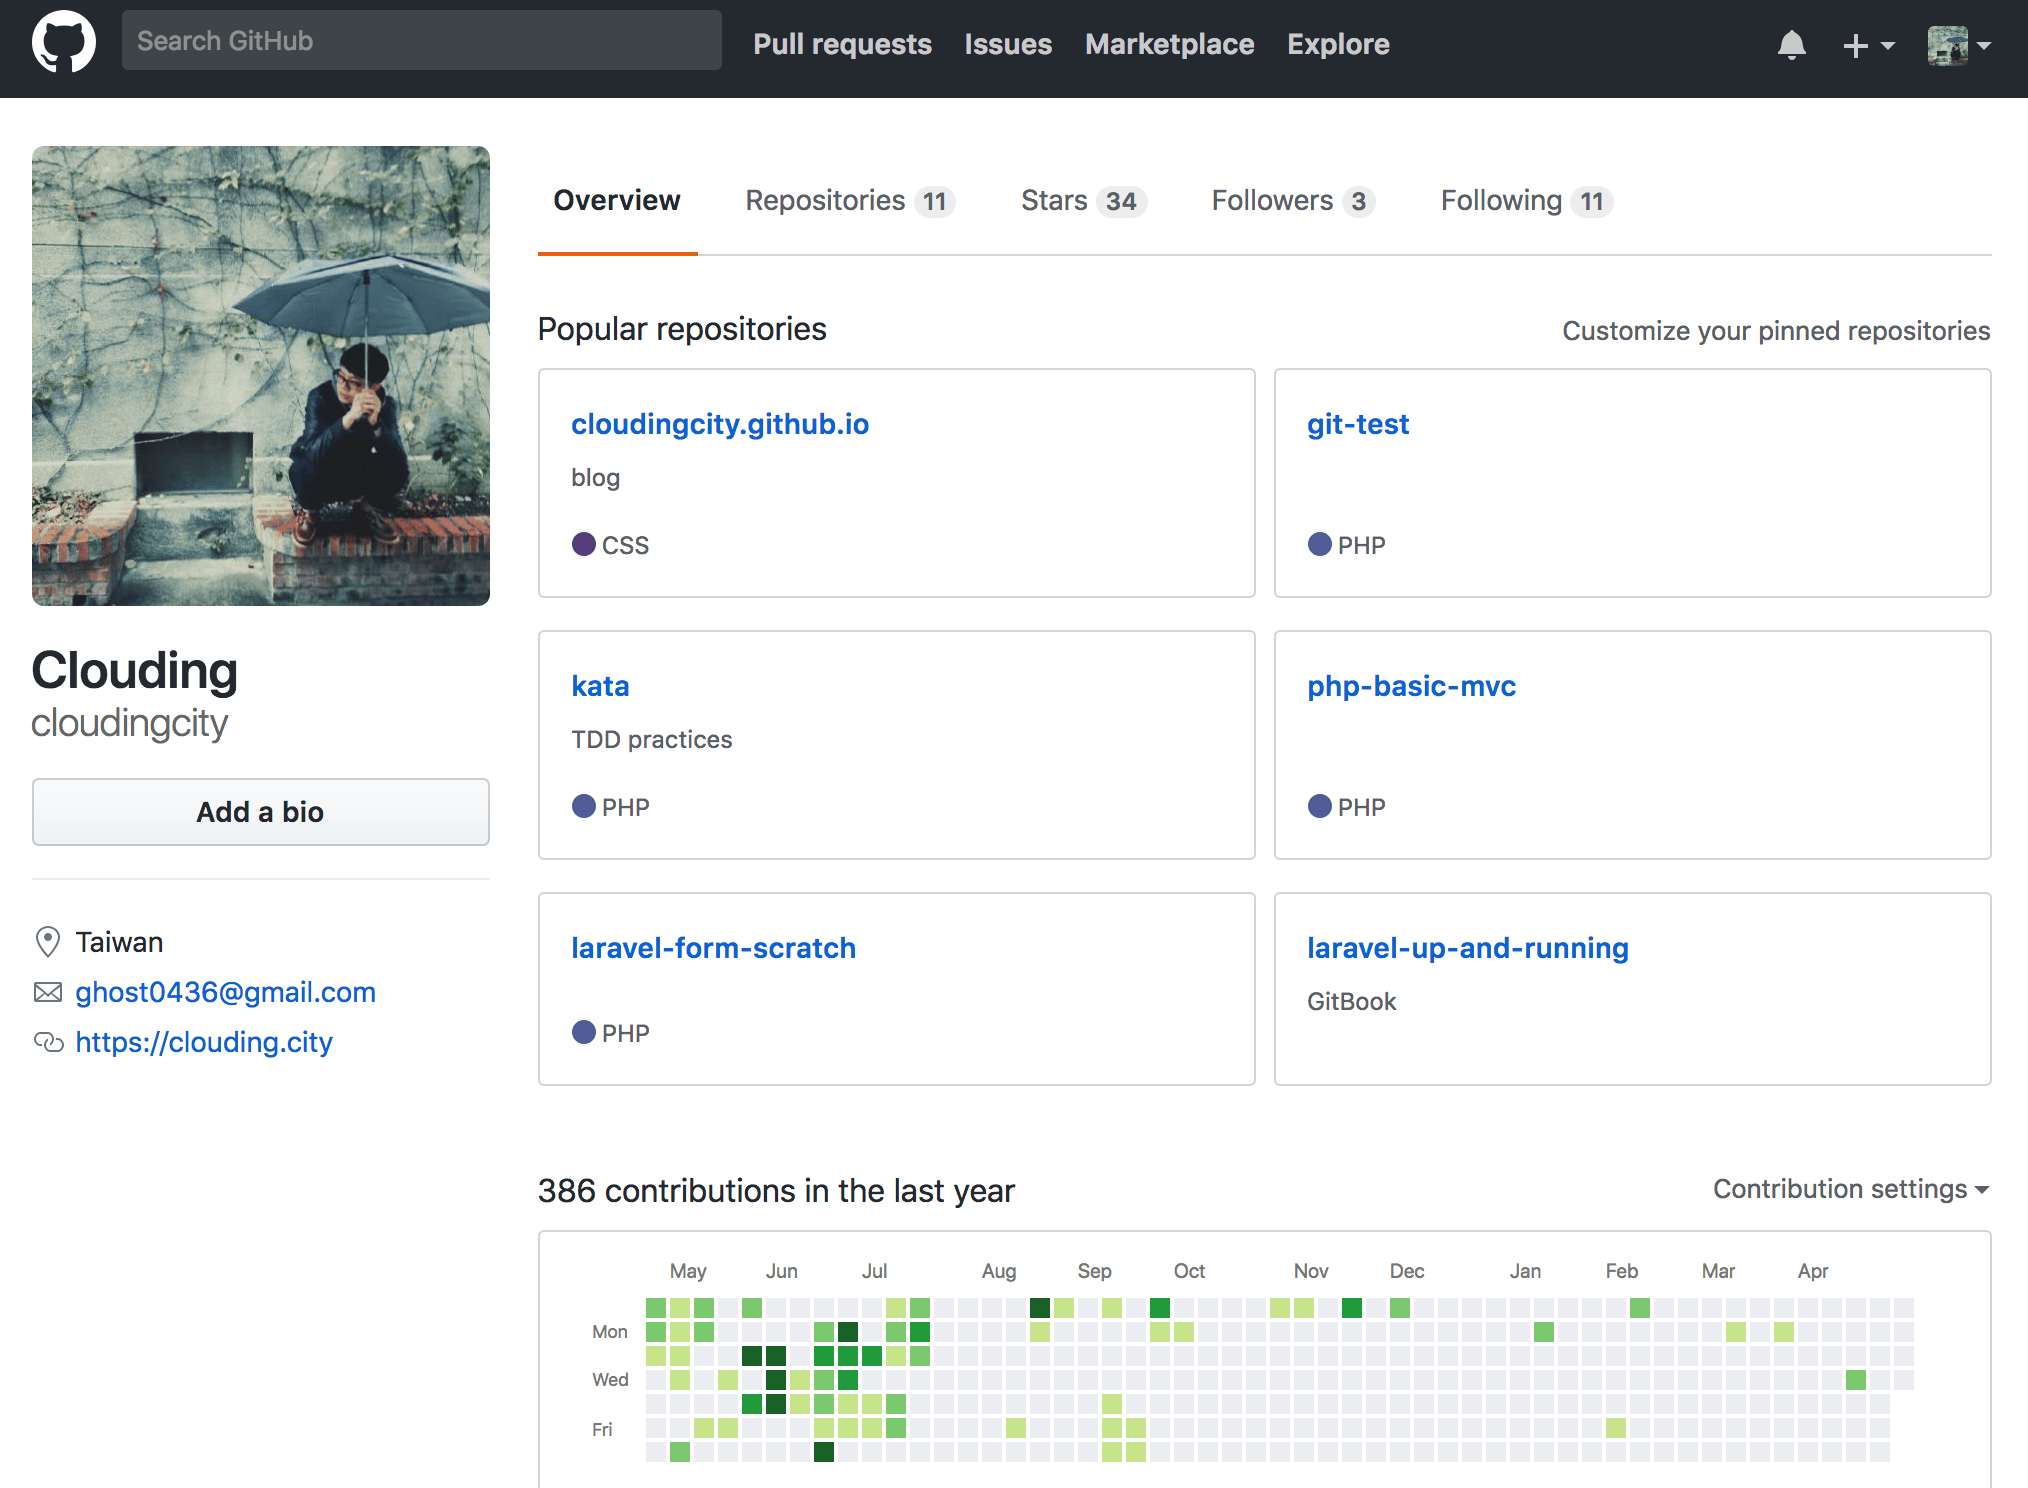 Search GitHub
Pull requests Issues Marketplace Explore
Overview Repositories 11 Stars 34 Followers 3 Following 11
Popular repositories
Customize your pinned repositories
cloudingcity.github.io
blog
CSS
git-test
PHP
kata
TDD practices
PHP
php-basic-mvc
PHP
laravel-form-scratch
PHP
laravel-up-and-running
GitBook
Clouding
cloudingcity
Add a bio
Taiwan
ghost0436@gmail.com
https://clouding.city
386 contributions in the last year
Contribution settings
May Jun Jul Aug Sep Oct Nov Dec Jan Feb Mar Apr
Mon
Wed
Fri